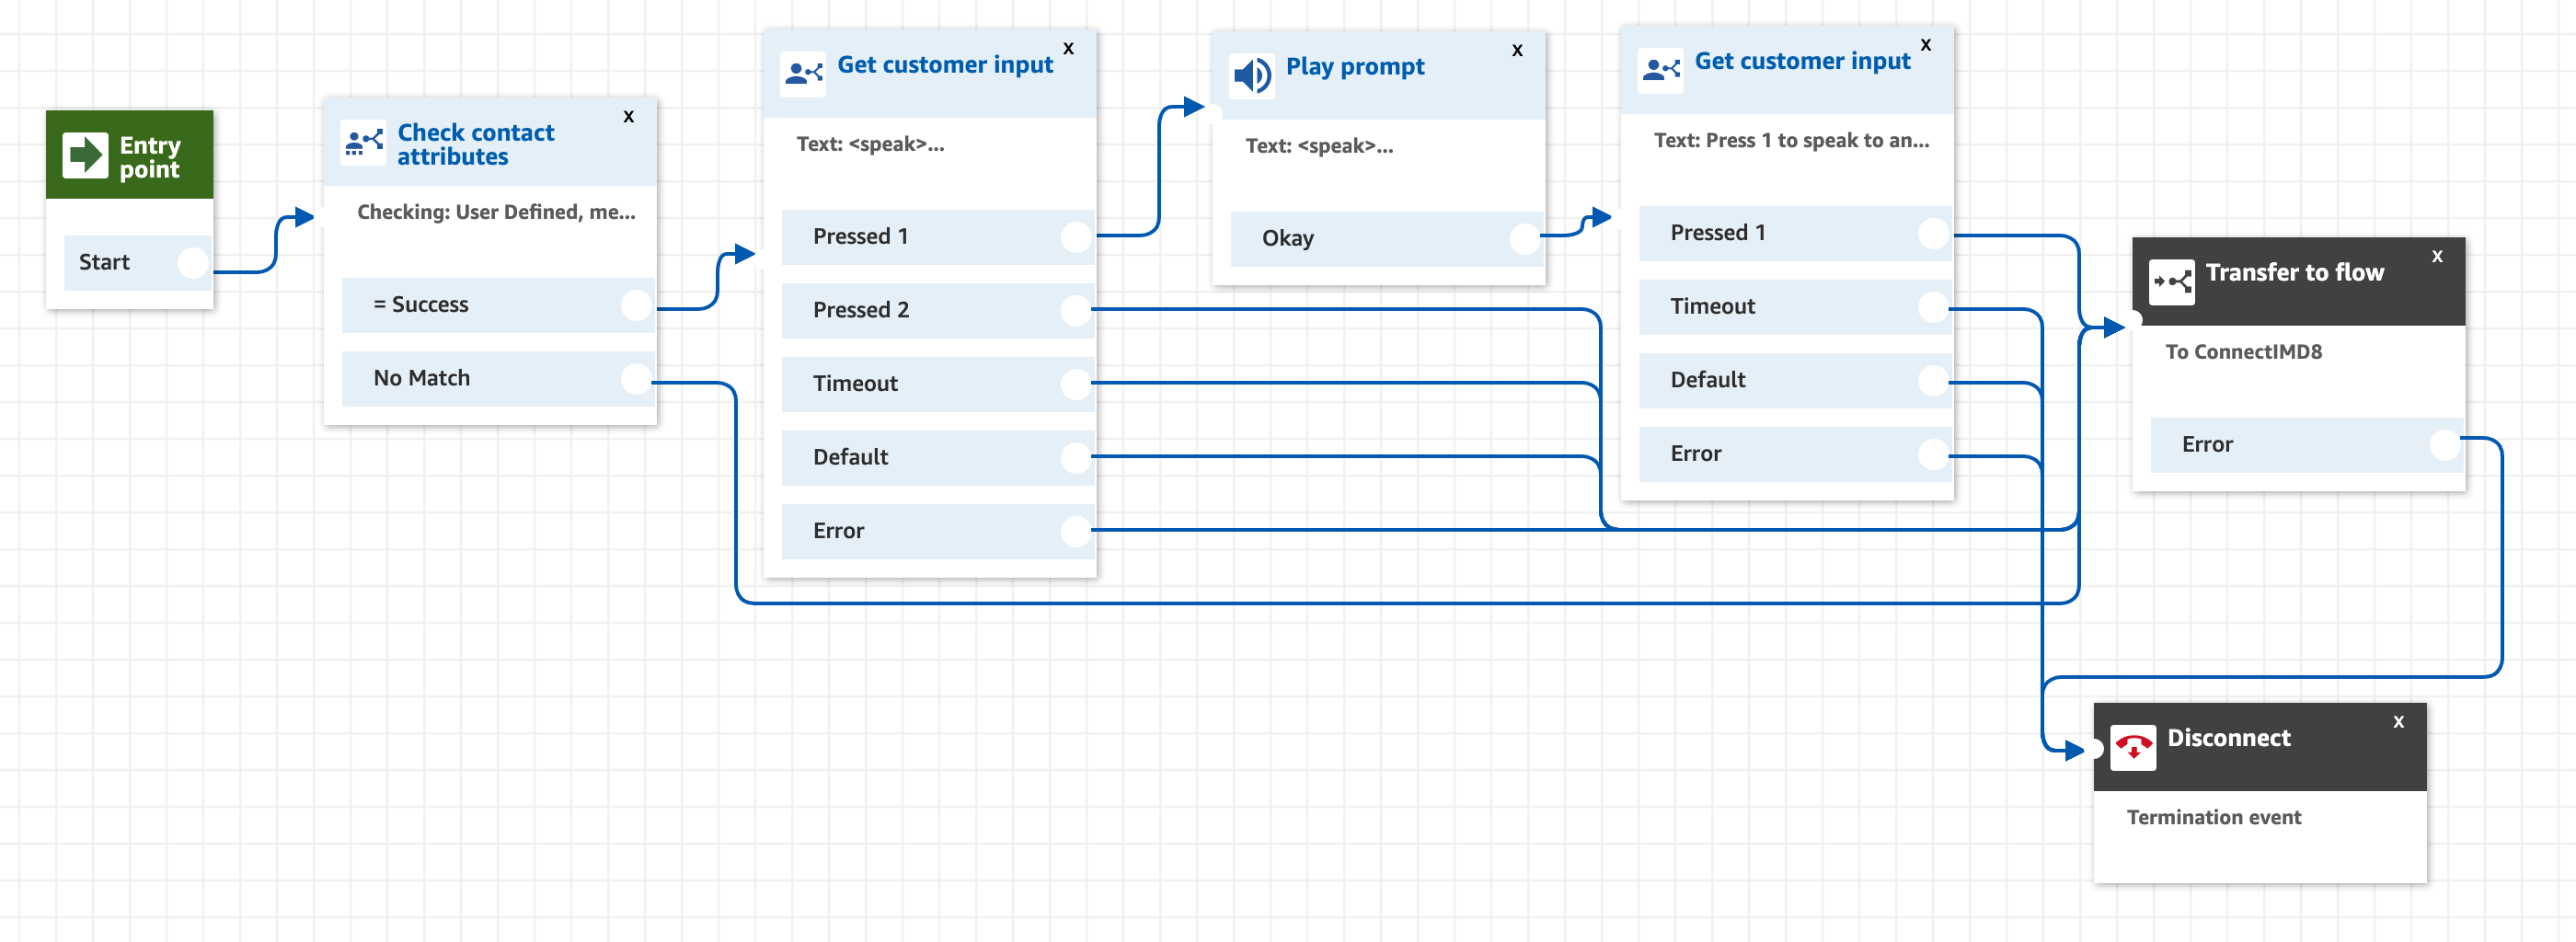 Entry
point
Start
X
Check contact
attributes
Checking: User Defined, me...
= Success
No Match
X
Get customer input
Text: <speak>...
Pressed 1
Pressed 2
Timeout
Default
Error
X
Play prompt
Text: <speak>...
Okay
X
Get customer input
Text: Press 1 to speak to an...
Pressed 1
Timeout
Default
Error
X
Transfer to flow
To ConnectIMD8
Error
X
Disconnect
Termination event